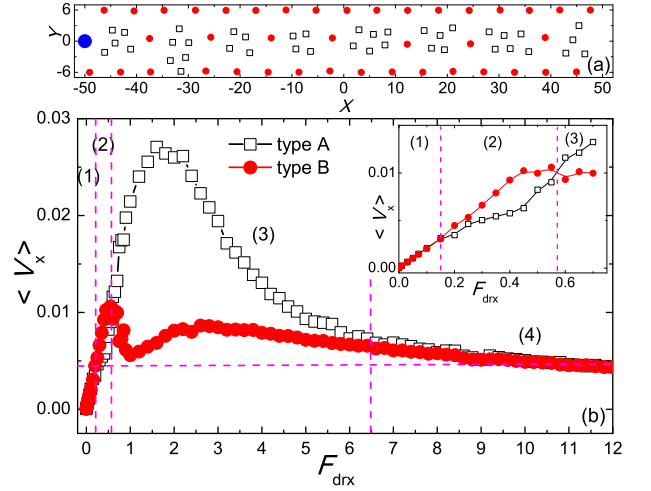 6
Y 0
-6
(a)
-50 -40 -30 -20 -10 0 10 20 30 40 50
X
0.03
0.02
0.01
0.00
< Vx >
(1)
(2)
type A
type B
(3)
(4)
(b)
0 1 2 3 4 5 6 7 8 9 10 11 12
Fdrx
(1) (2) (3)
0.01
0.00
< Vx >
0.0 0.2 0.4 0.6
Fdrx